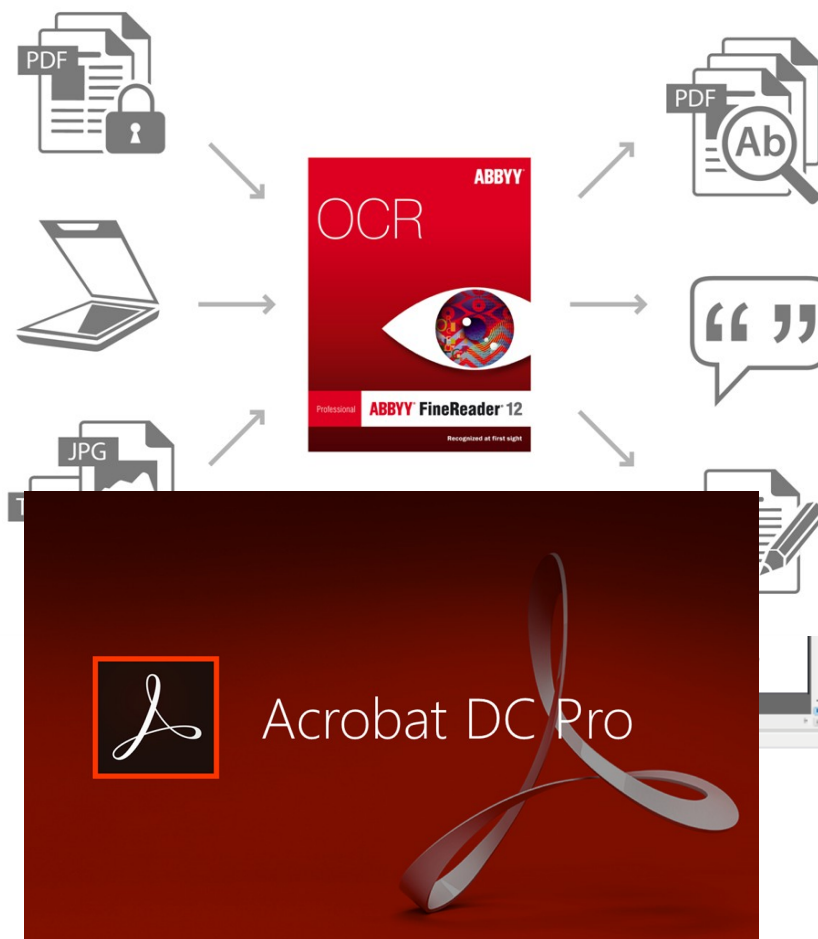 PDF
PDF
Ab
ABBYY
OCR
“ ”
Professional ABBYY FineReader 12
Recognized at first sight
JPG
T
Acrobat DC Pro